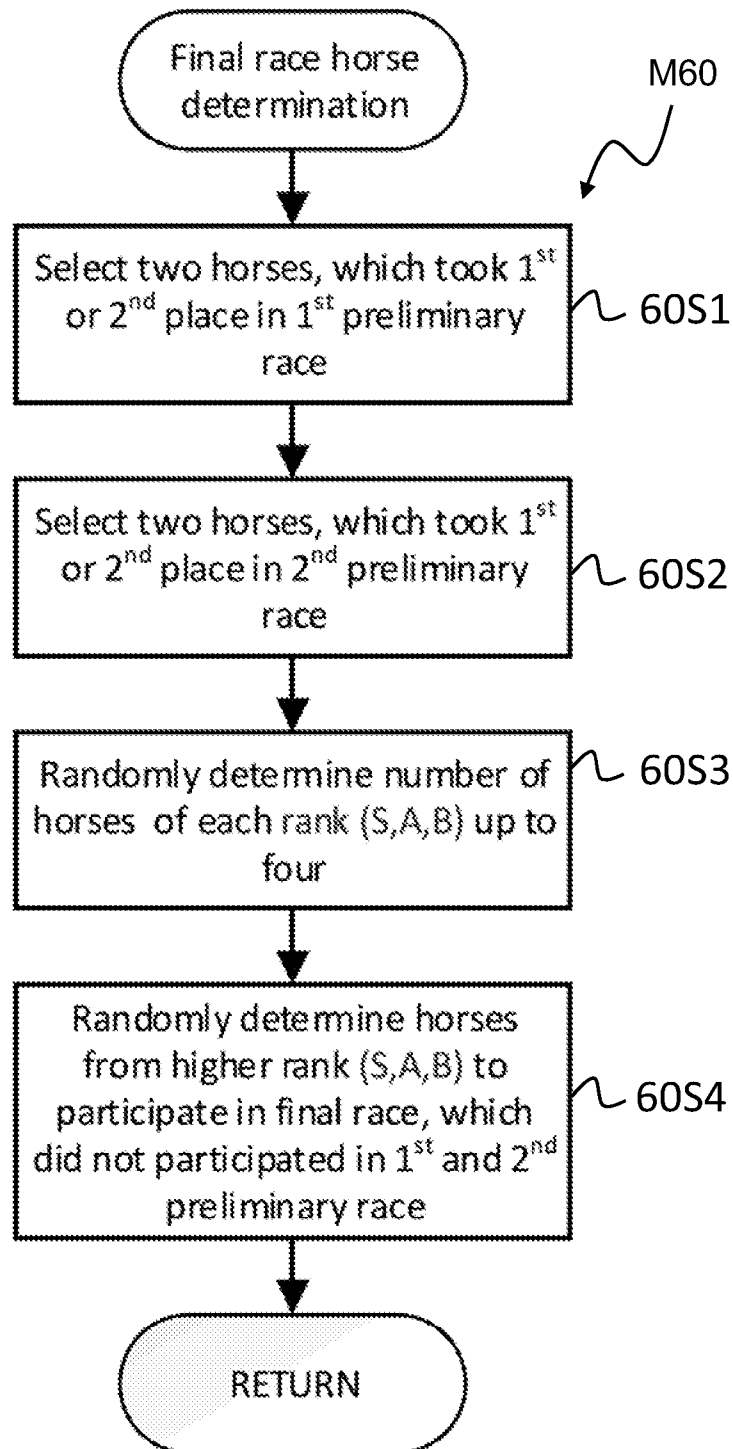 Final race horse
determination
M60
Select two horses, which took 1st
or 2nd place in 1st preliminary
race
60S1
Select two horses, which took 1st
or 2nd place in 2nd preliminary
race
60S2
Randomly determine number of
horses of each rank (S,A,B) up to
four
60S3
Randomly determine horses
from higher rank (S,A,B) to
participate in final race, which
did not participated in 1st and 2nd
preliminary race
60S4
RETURN